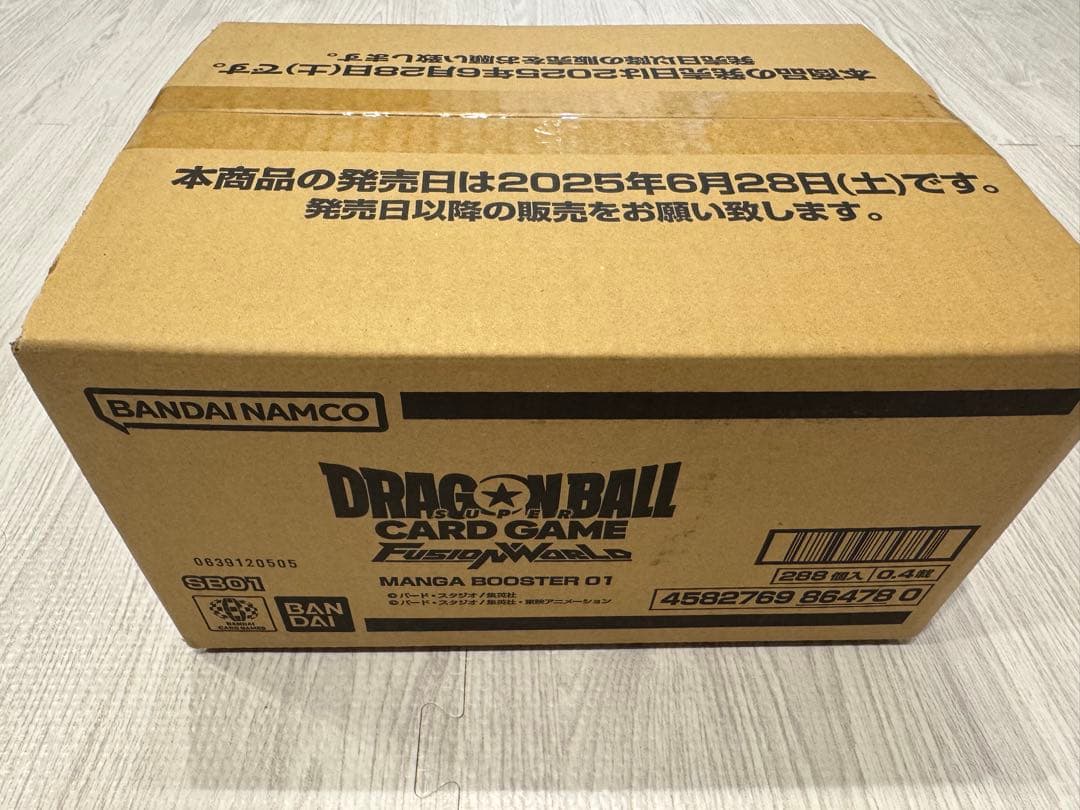 発売日以降の販売をお願い致します。
本商品の発売日は2025年6月28日(土)です。
本商品の発売日は2025年6月28日(土)です。
発売日以降の販売をお願い致します。
BANDAI NAMCO
DRAGON BALL
SUPER
CARD GAME
FUSION WORLD
MANGA BOOSTER 01
©バード・スタジオ/集英社
©バード・スタジオ/集英社・東映アニメーション
0639120505
SB01
BANDAI
CARD GAMES
BAN
DAI
288 個入 0.4 才
4582769 86478 0